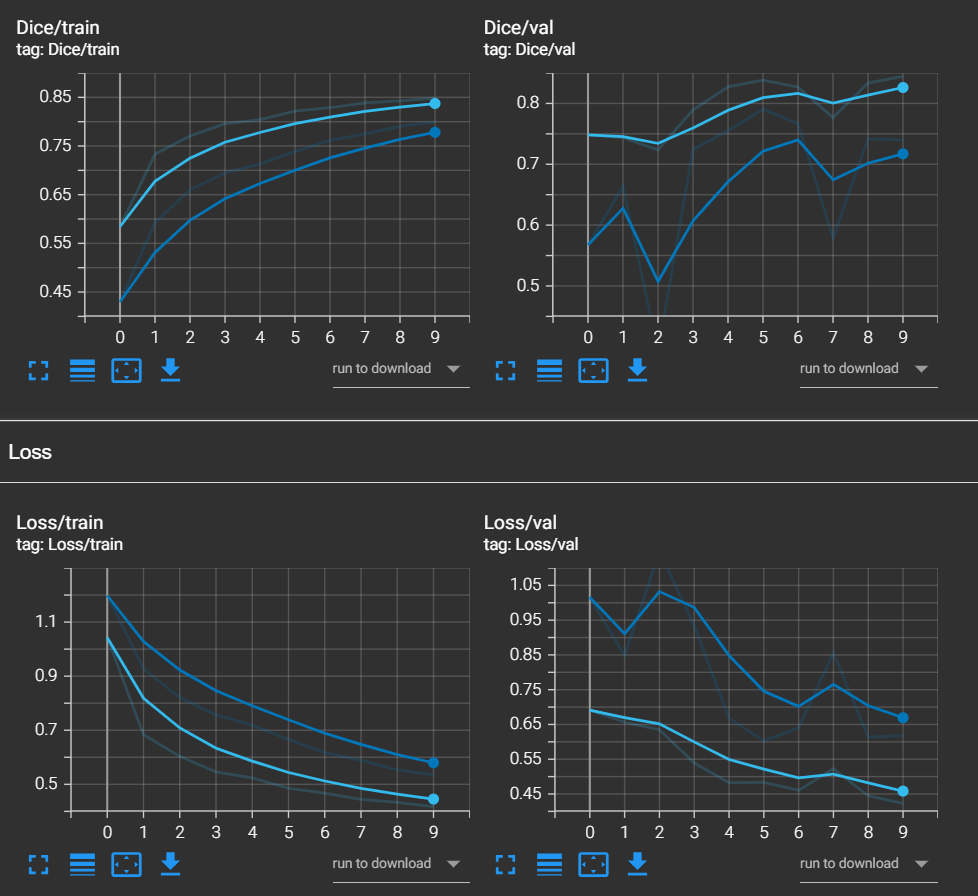 Dice/train
tag: Dice/train
0.85
0.75
0.65
0.55
0.45
0 1 2 3 4 5 6 7 8 9
run to download
Dice/val
tag: Dice/val
0.8
0.7
0.6
0.5
0 1 2 3 4 5 6 7 8 9
run to download
Loss
Loss/train
tag: Loss/train
1.1
0.9
0.7
0.5
0 1 2 3 4 5 6 7 8 9
run to download
Loss/val
tag: Loss/val
1.05
0.95
0.85
0.75
0.65
0.55
0.45
0 1 2 3 4 5 6 7 8 9
run to download